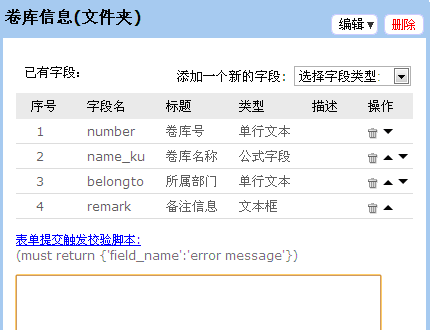 卷库信息(文件夹)
编辑▼ 删除
已有字段： 添加一个新的字段: 选择字段类型:
序号 字段名 标题 类型 描述 操作
1 number 卷库号 单行文本
2 name_ku 卷库名称 公式字段
3 belongto 所属部门 单行文本
4 remark 备注信息 文本框
表单提交触发校验脚本:
(must return {'field_name':'error message'})